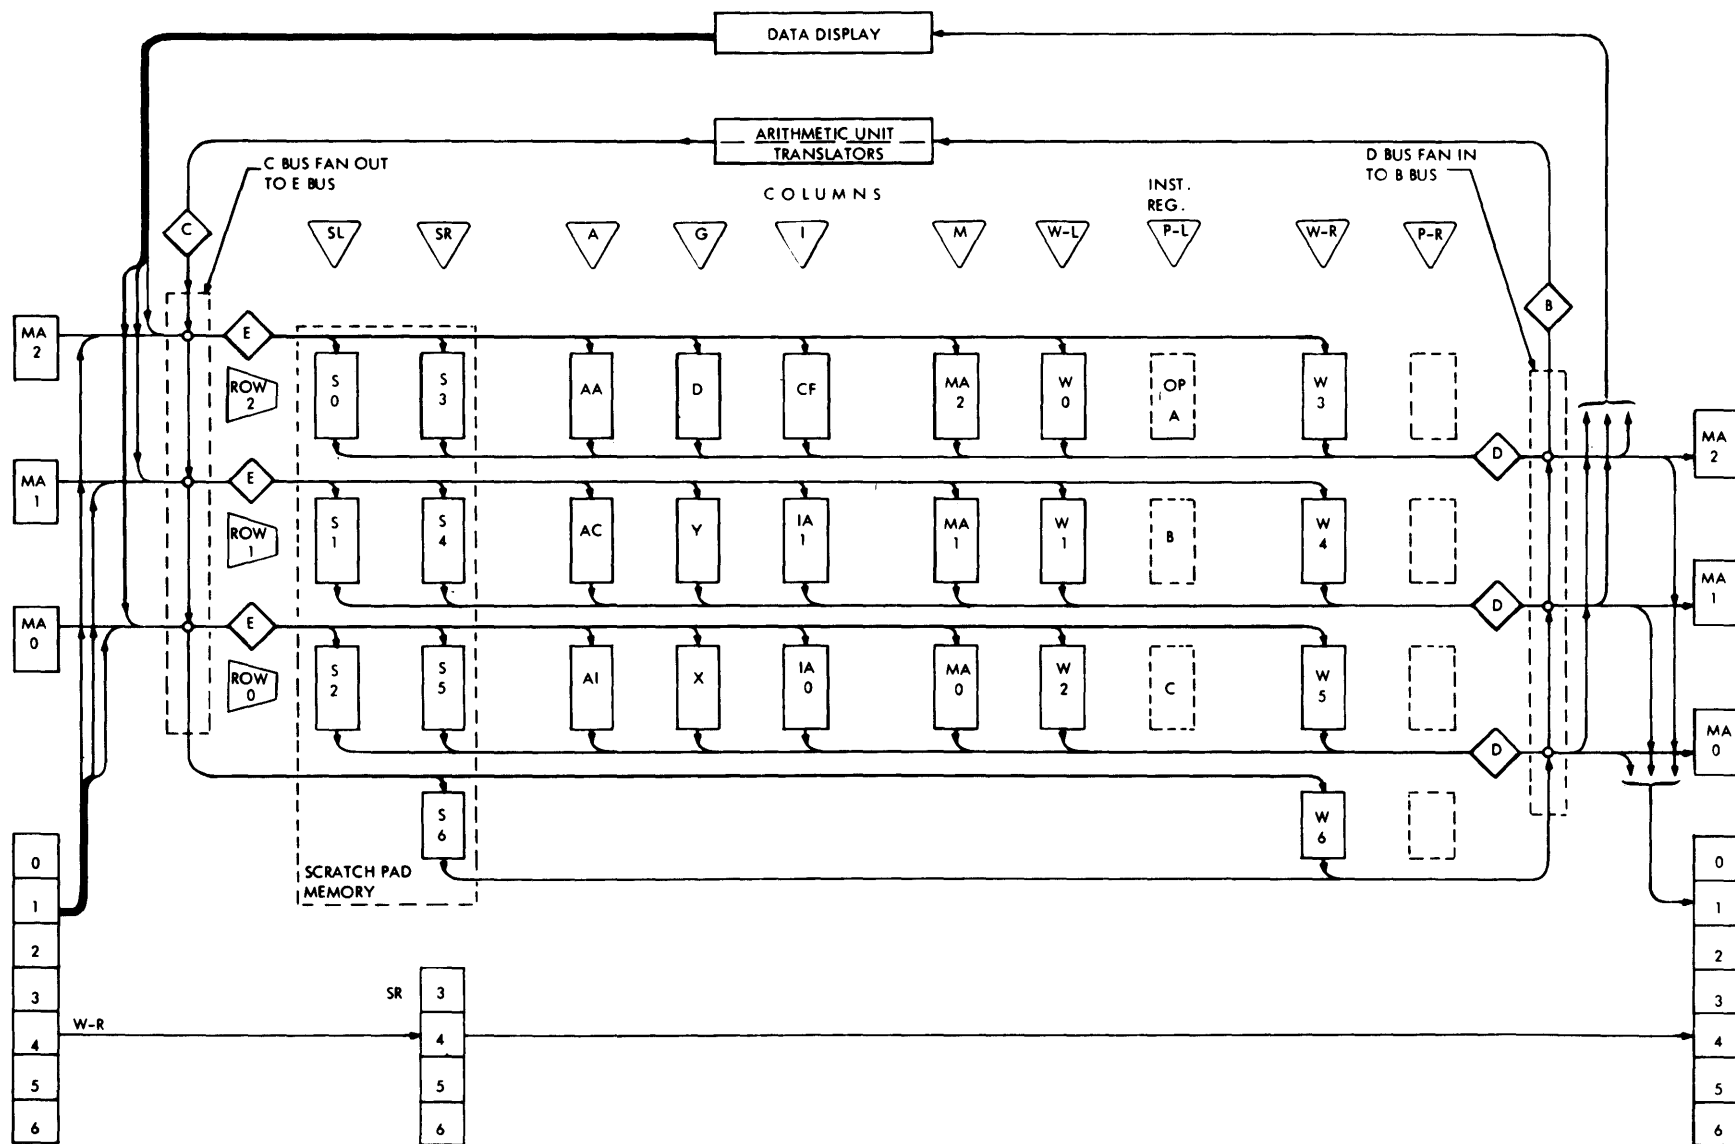 DATA DISPLAY
ARITHMETIC UNIT
TRANSLATORS
C BUS FAN OUT
TO E BUS
D BUS FAN IN
TO B BUS
COLUMNS
INST.
REG.
C
SL
SR
A
G
I
M
W-L
P-L
W-R
P-R
B
MA
2
E
ROW
2
S
0
S
3
AA
D
CF
MA
2
W
0
OP
A
W
3
D
MA
2
MA
1
E
ROW
1
S
1
S
4
AC
Y
IA
1
MA
1
W
1
B
W
4
D
MA
1
MA
0
E
ROW
0
S
2
S
5
AI
X
IA
0
MA
0
W
2
C
W
5
D
MA
0
S
6
W
6
SCRATCH PAD
MEMORY
0
1
2
3
4
5
6
W-R
SR
3
4
5
6
0
1
2
3
4
5
6